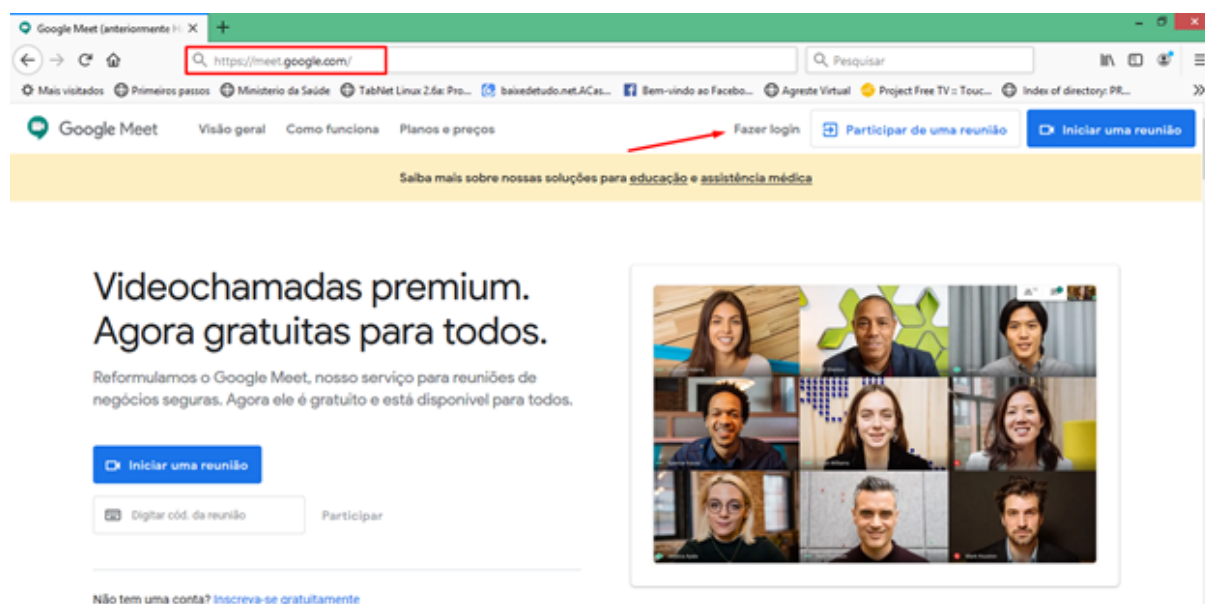 Google Meet (anteriormente H
https://meet.google.com/
Pesquisar
Mais visitados Primeiros passos Ministerio da Saúde TabNet Linux 2.6a: Pro... baixedetudo.net.ACas... Bem-vindo ao Facebo... Agreste Virtual Project Free TV :: Touc... Index of directory: PR...
Google Meet Visão geral Como funciona Planos e preços Fazer login Participar de uma reunião Iniciar uma reunião
Saiba mais sobre nossas soluções para educação e assistência médica
Videochamadas premium.
Agora gratuitas para todos.
Reformulamos o Google Meet, nosso serviço para reuniões de
negócios seguras. Agora ele é gratuito e está disponível para todos.
Iniciar uma reunião
Digitar cód. da reunião Participar
Não tem uma conta? Inscreva-se gratuitamente